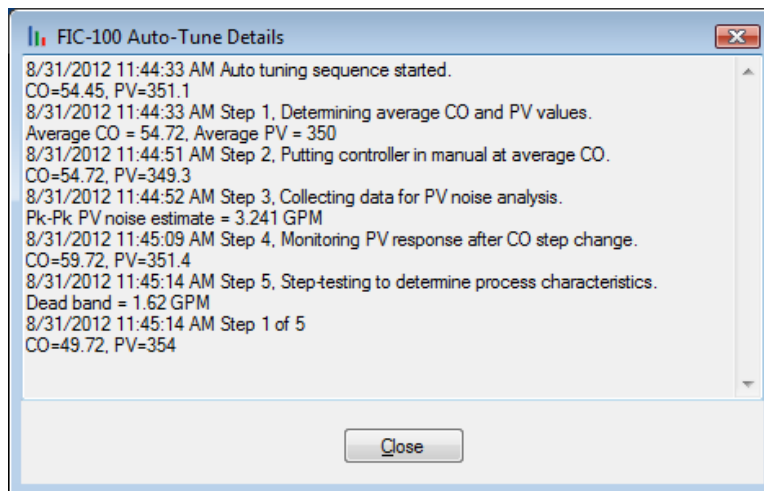 FIC-100 Auto-Tune Details
8/31/2012 11:44:33 AM Auto tuning sequence started.
CO=54.45, PV=351.1
8/31/2012 11:44:33 AM Step 1, Determining average CO and PV values.
Average CO = 54.72, Average PV = 350
8/31/2012 11:44:51 AM Step 2, Putting controller in manual at average CO.
CO=54.72, PV=349.3
8/31/2012 11:44:52 AM Step 3, Collecting data for PV noise analysis.
Pk-Pk PV noise estimate = 3.241 GPM
8/31/2012 11:45:09 AM Step 4, Monitoring PV response after CO step change.
CO=59.72, PV=351.4
8/31/2012 11:45:14 AM Step 5, Step-testing to determine process characteristics.
Dead band = 1.62 GPM
8/31/2012 11:45:14 AM Step 1 of 5
CO=49.72, PV=354
Close